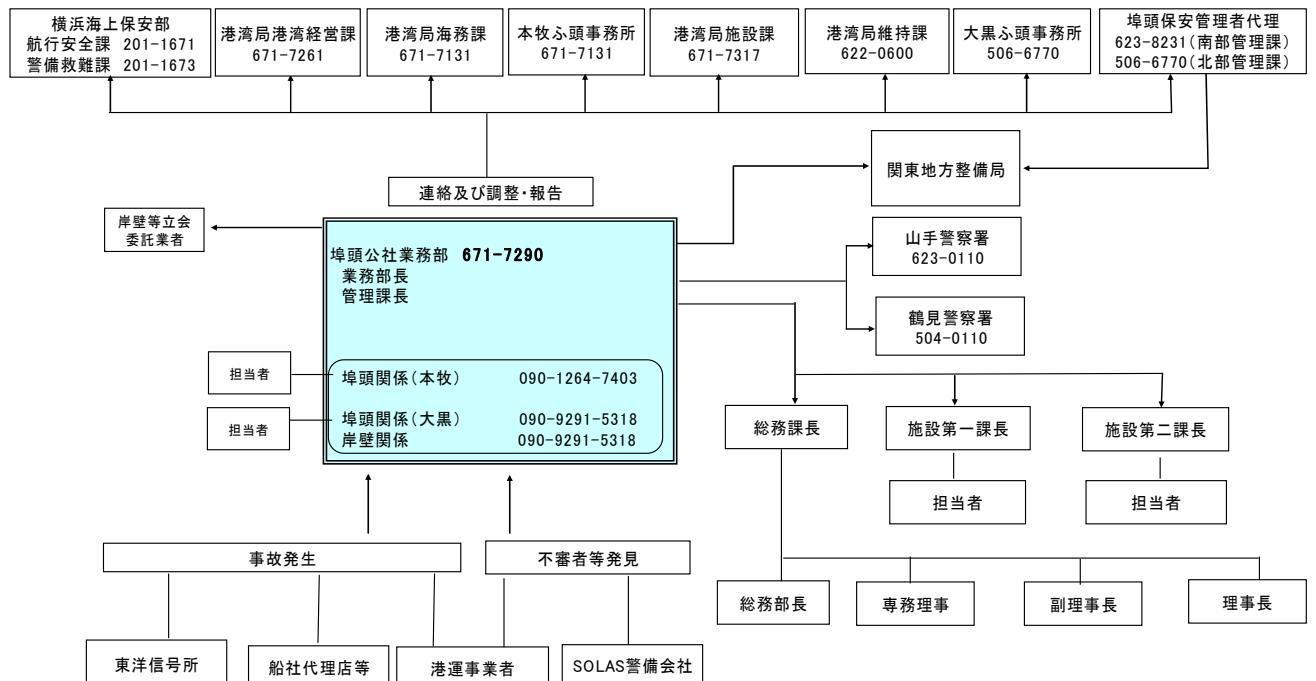 横浜海上保安部
航行安全課 201-1671
警備救難課 201-1673
港湾局港湾経営課
671-7261
港湾局海務課
671-7131
本牧ふ頭事務所
671-7131
港湾局施設課
671-7317
港湾局維持課
622-0600
大黒ふ頭事務所
506-6770
埠頭保安管理者代理
623-8231(南部管理課)
506-6770(北部管理課)
関東地方整備局
連絡及び調整・報告
岸壁等立会
委託業者
埠頭公社業務部 671-7290
業務部長
管理課長
山手警察署
623-0110
鶴見警察署
504-0110
担当者
埠頭関係(本牧) 090-1264-7403
担当者
埠頭関係(大黒) 090-9291-5318
岸壁関係 090-9291-5318
総務課長
施設第一課長
施設第二課長
担当者
担当者
事故発生
不審者等発見
総務部長
専務理事
副理事長
理事長
東洋信号所
船社代理店等
港運事業者
SOLAS警備会社